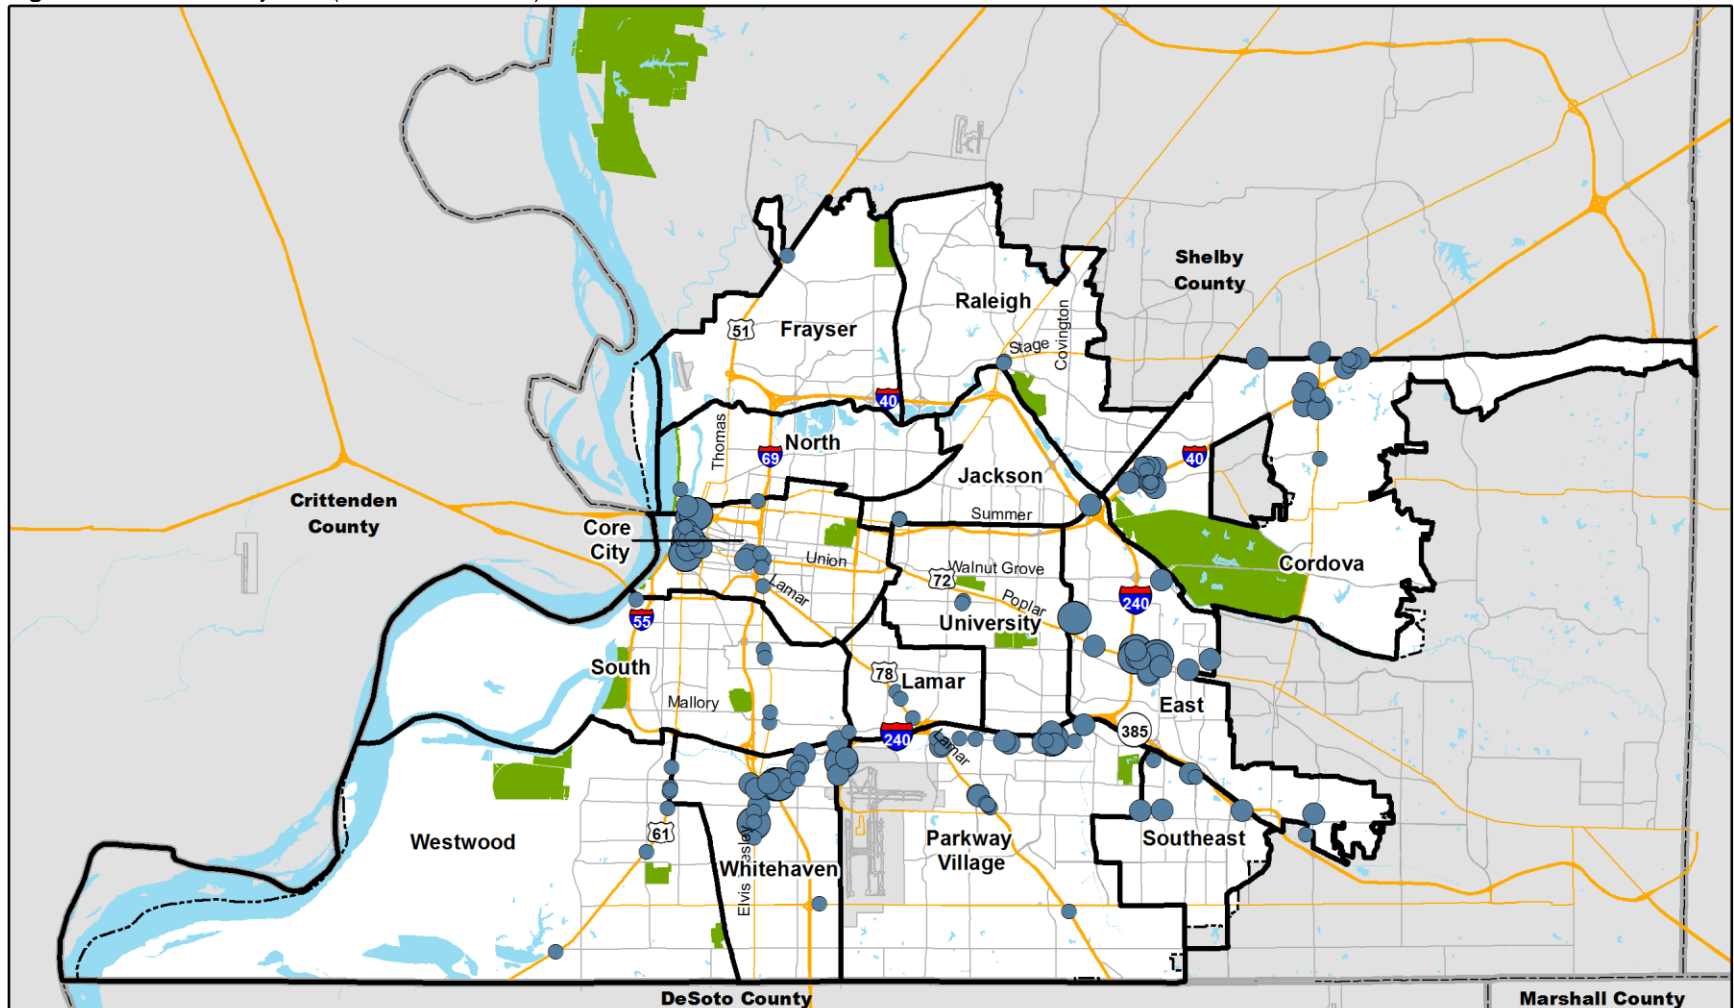 Shelby
County
Raleigh
Covington
Stage
51
Frayser
40
Thomas
North
69
40
Jackson
Crittenden
County
Summer
Core
City
Union
Walnut Grove
Cordova
72
Lamar
Poplar
240
55
University
South
78
Lamar
Mallory
East
240
385
Lamar
61
Westwood
Parkway
Village
Southeast
Whitehaven
Elvis
DeSoto County
Marshall County